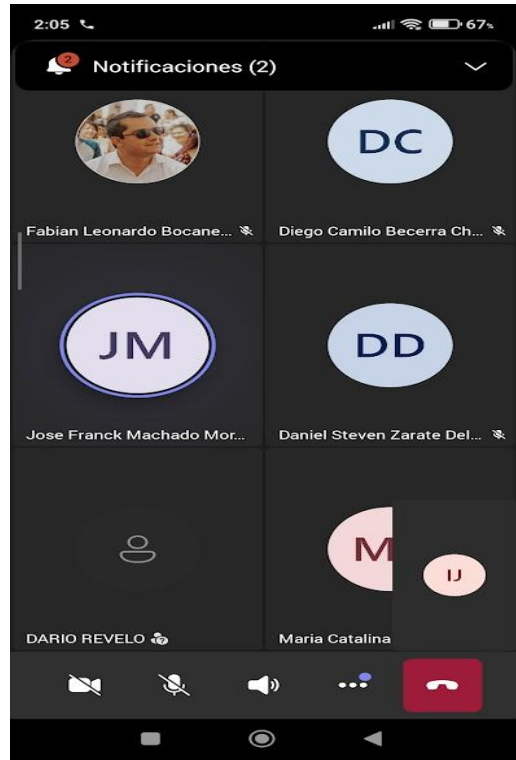 2:05 67%
2 Notificaciones (2)
DC
Fabian Leonardo Bocane... Diego Camilo Becerra Ch...
JM DD
Jose Franck Machado Mor... Daniel Steven Zarate Del...
M IJ
DARIO REVELO Maria Catalina